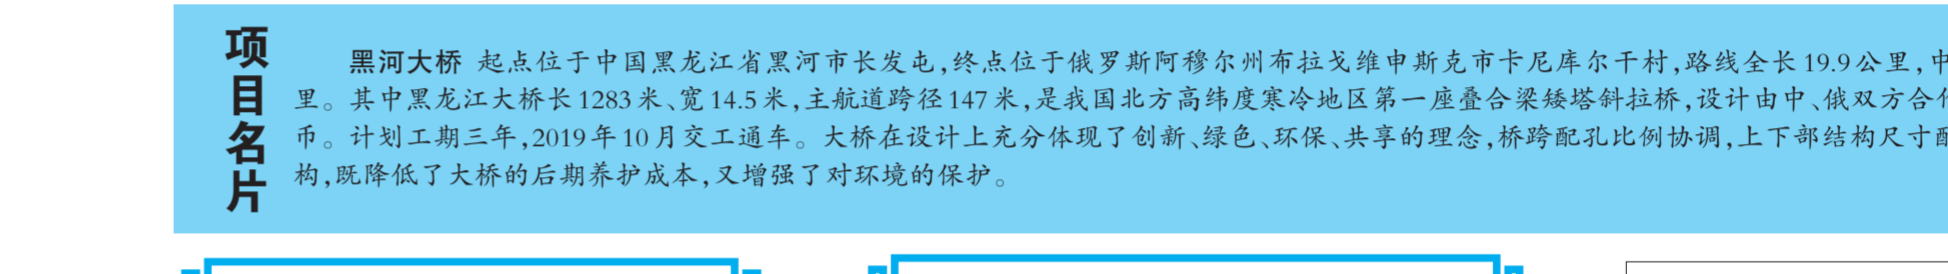 项目名片
黑河大桥 起点位于中国黑龙江省黑河市长发屯,终点位于俄罗斯阿穆尔州布拉戈维申斯克市卡尼库尔干村,路线全长19.9公里,中
里。其中黑龙江大桥长1283米、宽14.5米,主航道跨径147米,是我国北方高纬度寒冷地区第一座叠合梁矮塔斜拉桥,设计由中、俄双方合作
币。计划工期三年,2019年10月交工通车。大桥在设计上充分体现了创新、绿色、环保、共享的理念,桥跨配孔比例协调,上下部结构尺寸配
构,既降低了大桥的后期养护成本,又增强了对环境的保护。